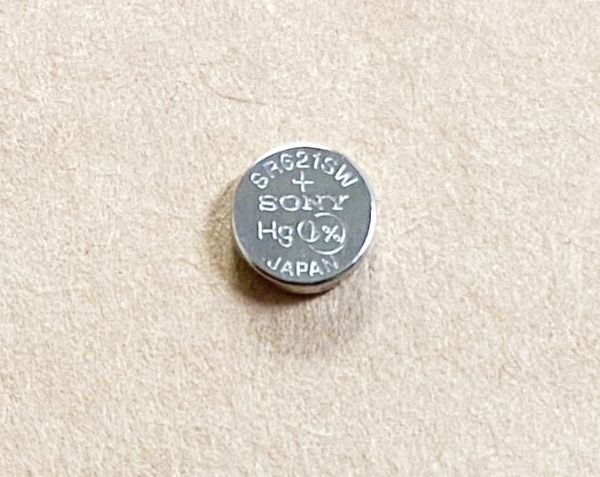 SR621SW
+
SONY
Hg 0%
JAPAN